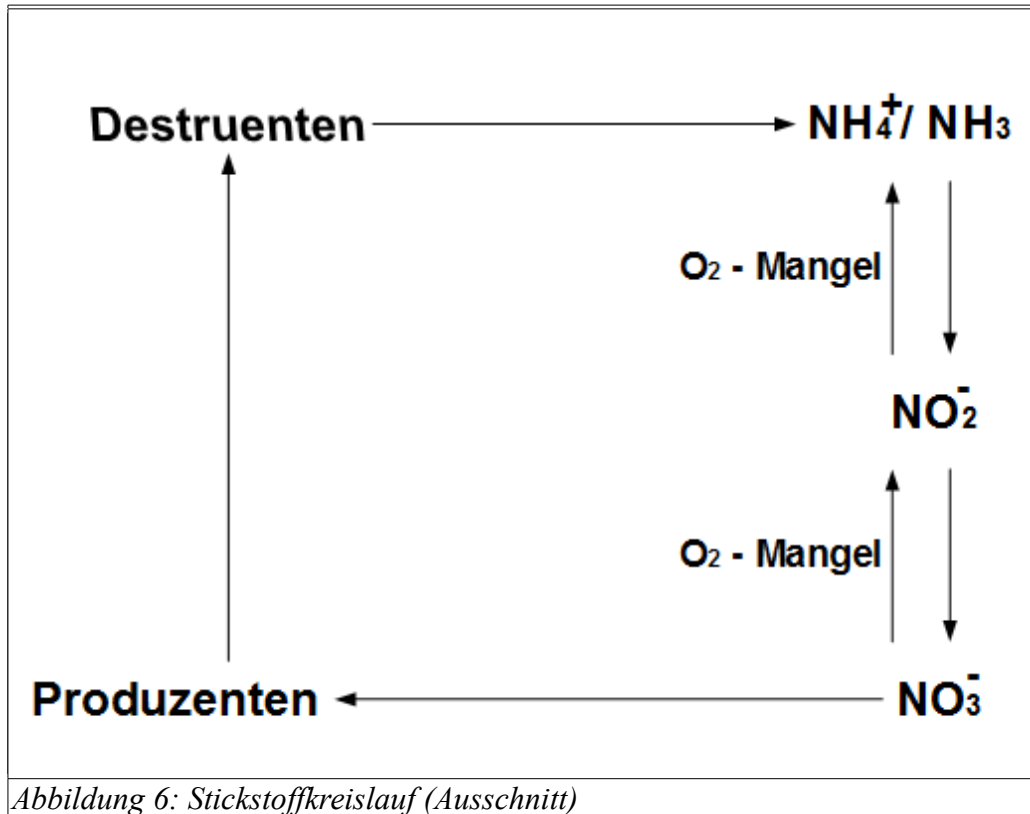 Destruenten NH₄⁺/ NH₃
O₂ - Mangel
NO₂⁻
O₂ - Mangel
Produzenten NO₃⁻
Abbildung 6: Stickstoffkreislauf (Ausschnitt)